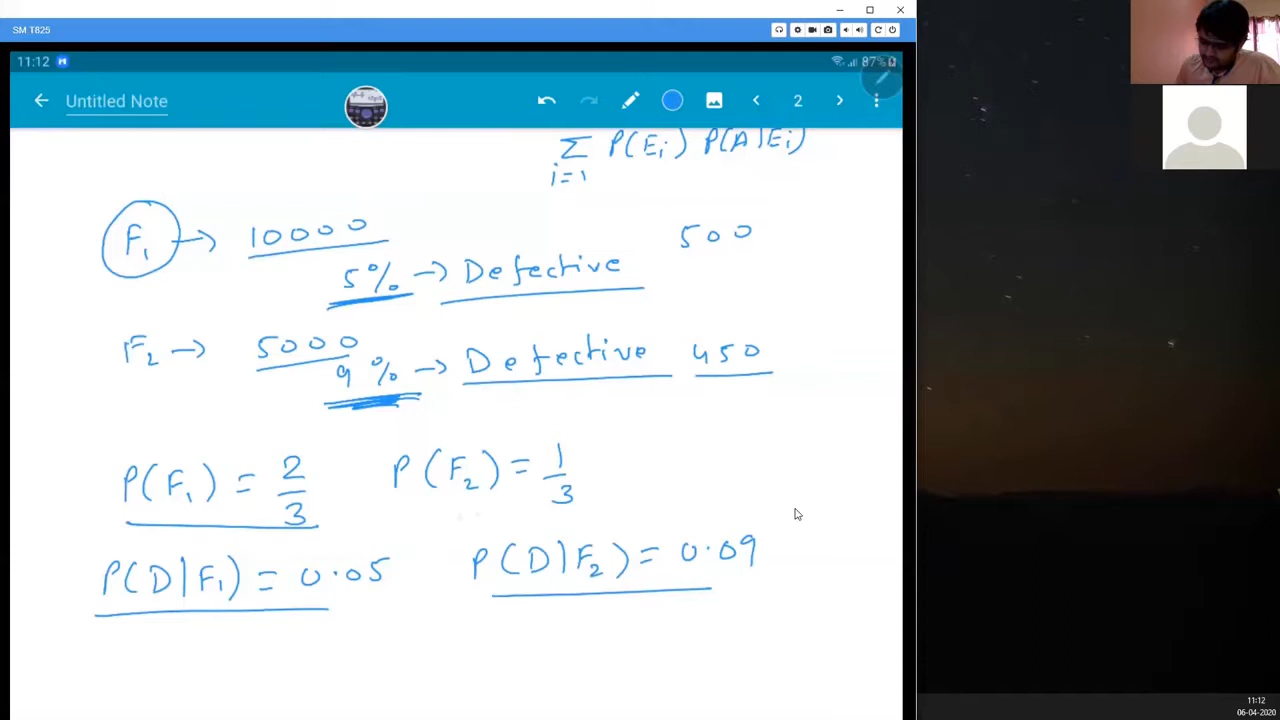 SM T825
11:12
87%
Untitled Note
2
∑ P(Ei) P(A|Ei)
i=1
F1 → 10000 500
5% → Defective
F2 → 5000
9% → Defective 450
P(F1) = 2/3 P(F2) = 1/3
P(D|F1) = 0.05 P(D|F2) = 0.09
11:12
06-04-2020